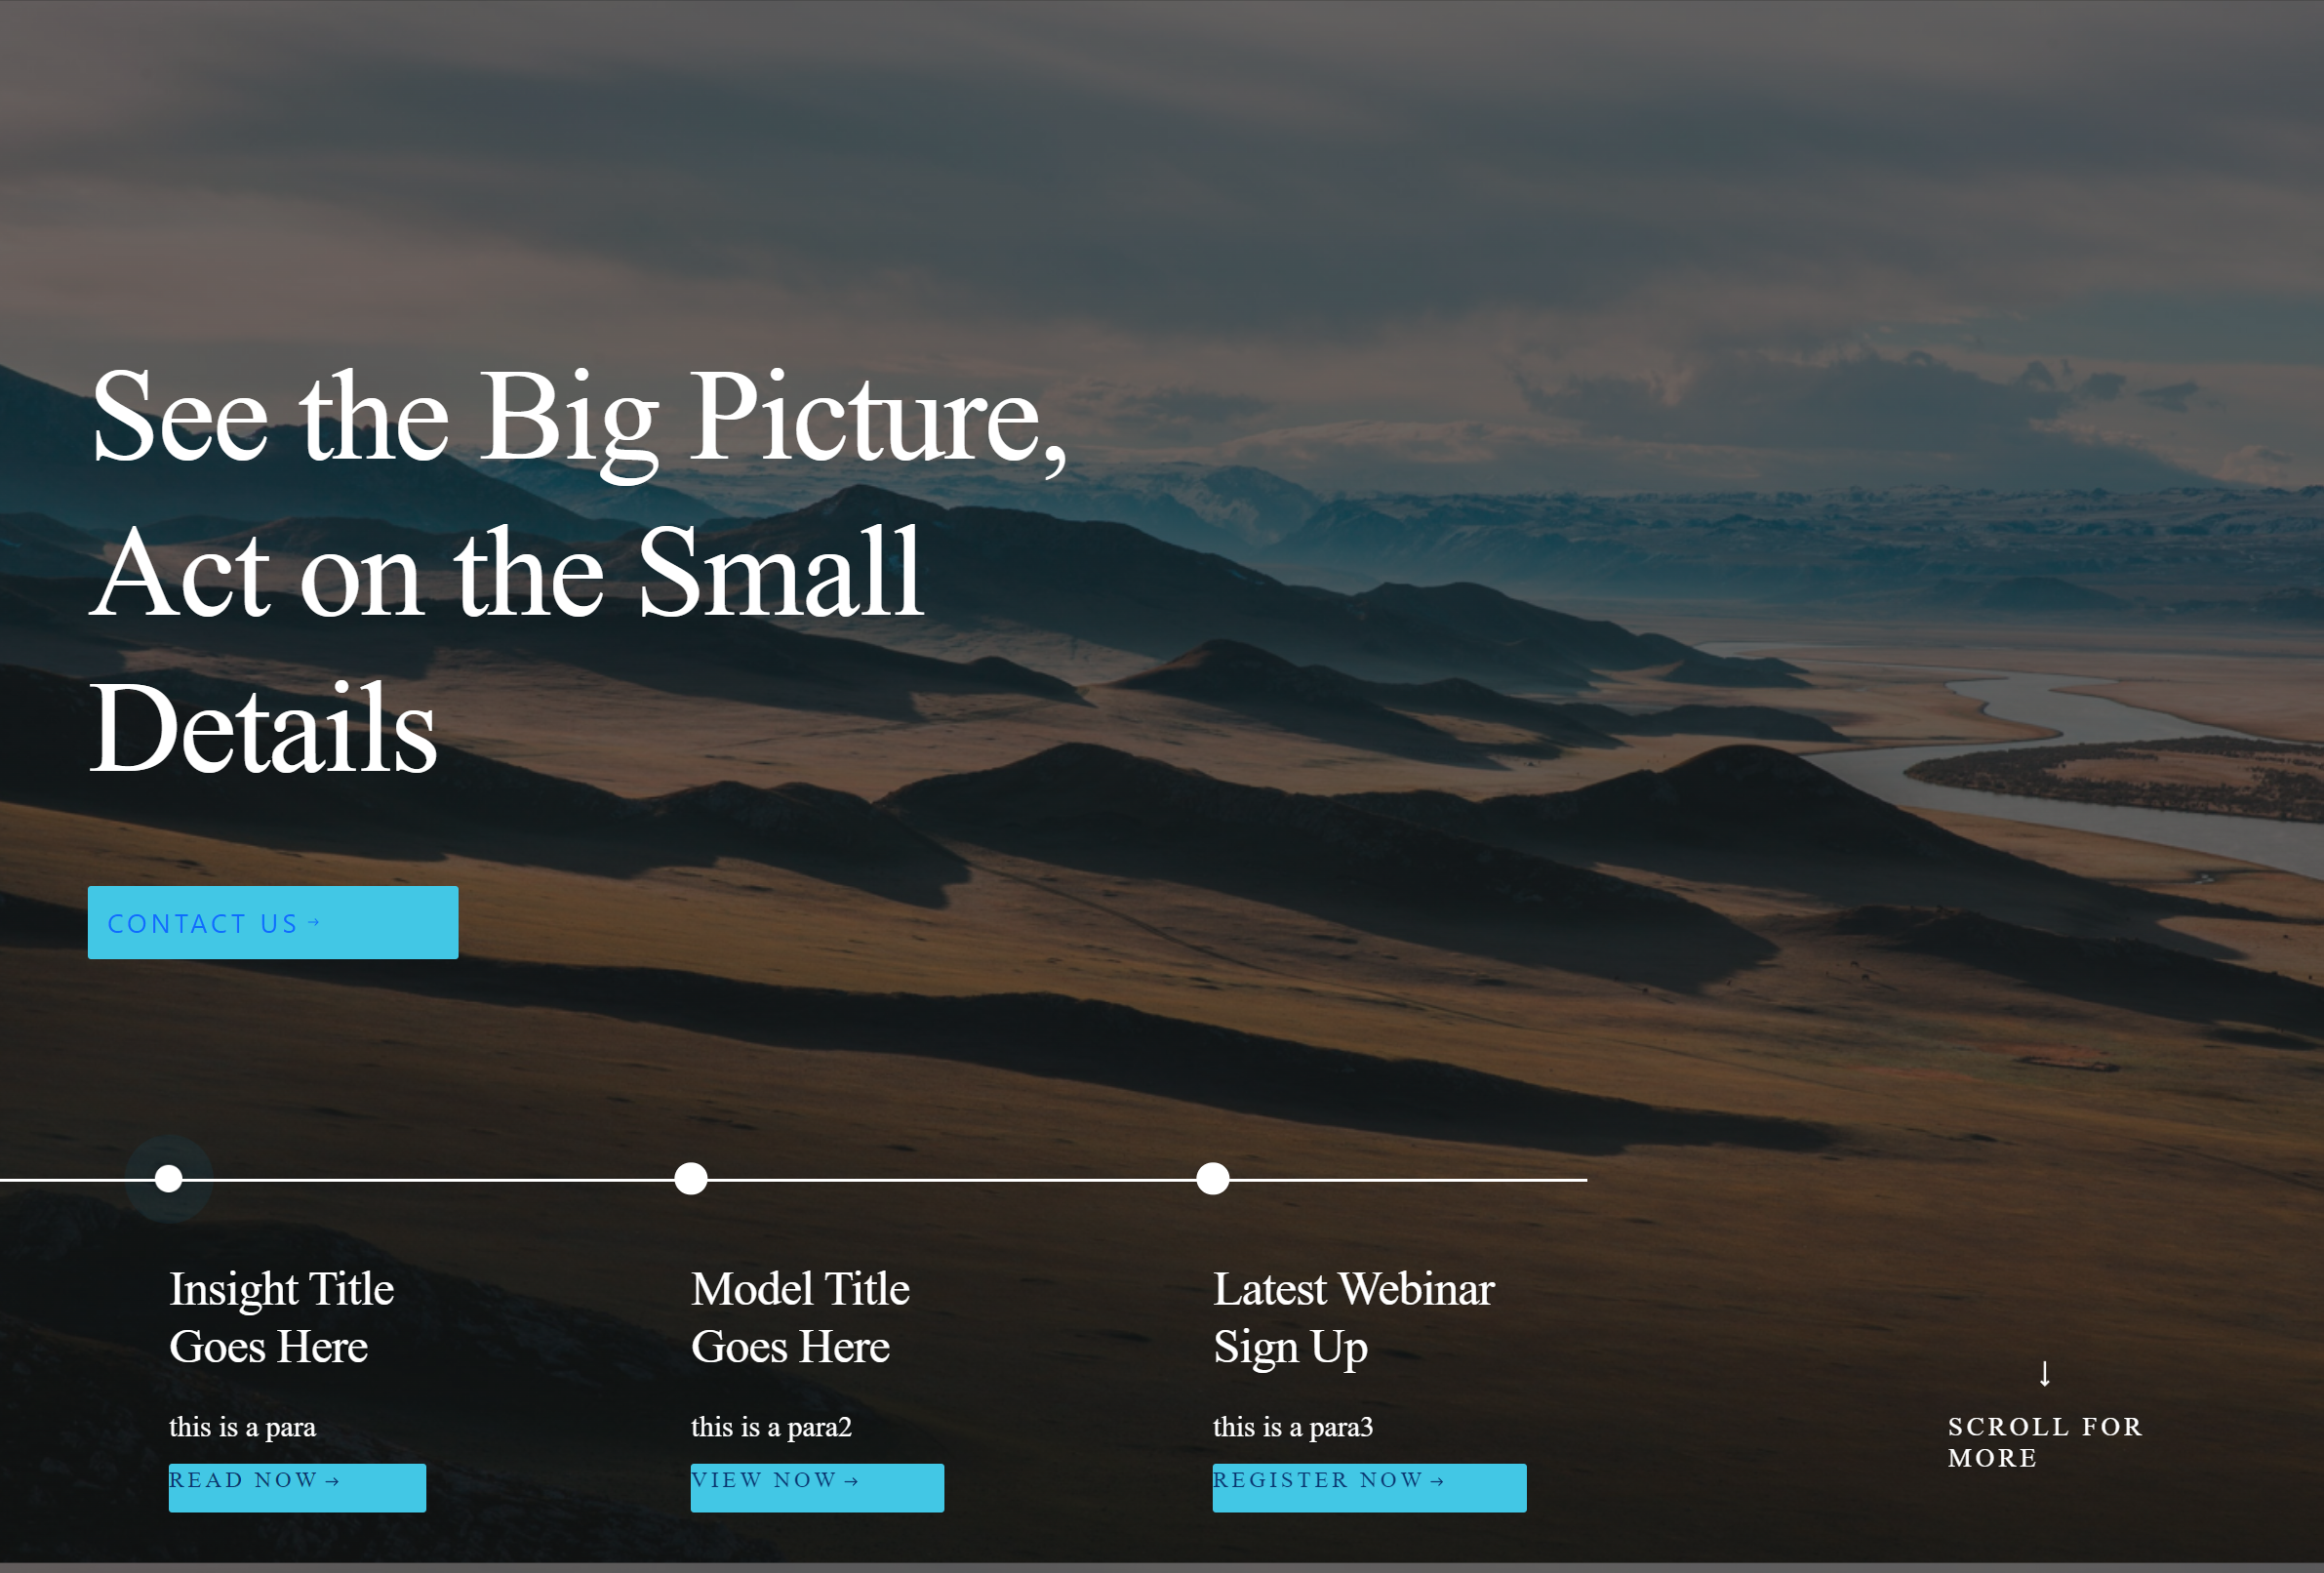 See the Big Picture,
Act on the Small
Details
CONTACT US →
Insight Title
Goes Here
this is a para
READ NOW →
Model Title
Goes Here
this is a para2
VIEW NOW →
Latest Webinar
Sign Up
this is a para3
REGISTER NOW →
↓
SCROLL FOR
MORE